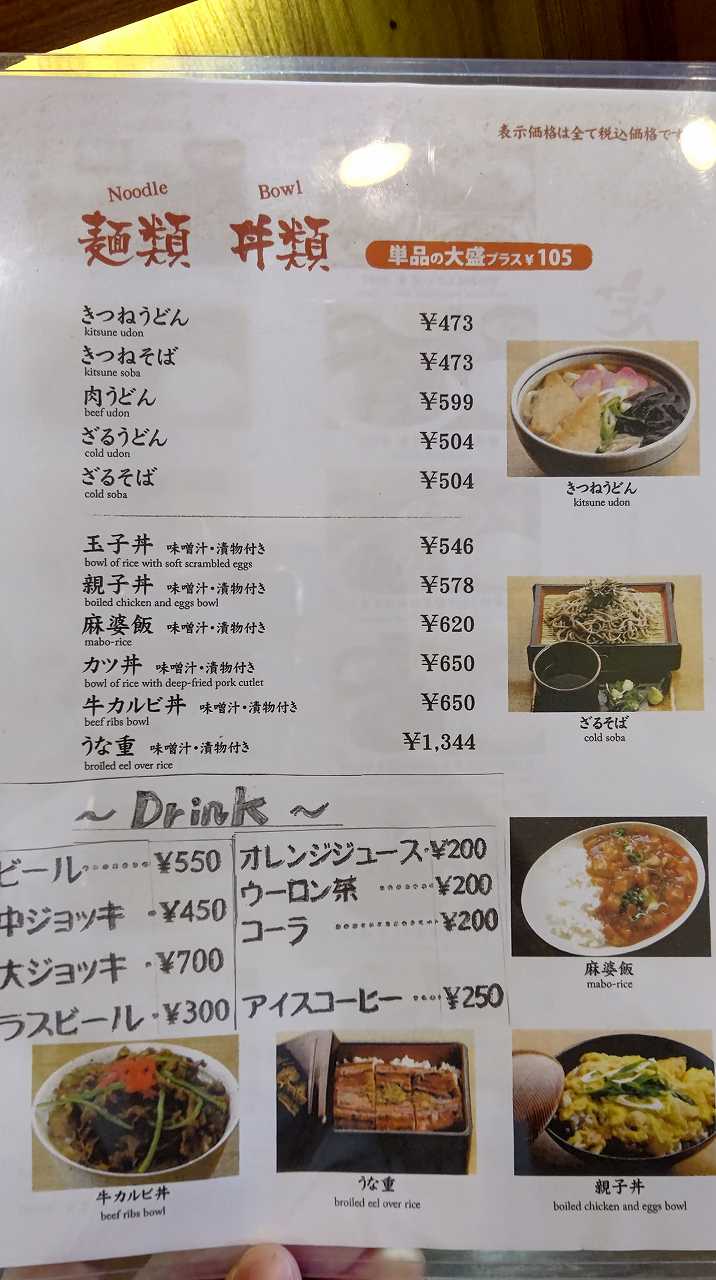 表示価格は全て税込価格です
Noodle Bowl
麺類 丼類
単品の大盛プラス¥105
きつねうどん ¥473
kitsune udon
きつねそば ¥473
kitsune soba
肉うどん ¥599
beef udon
ざるうどん ¥504
cold udon
ざるそば ¥504
cold soba
きつねうどん
kitsune udon
玉子丼 味噌汁・漬物付き ¥546
bowl of rice with soft scrambled eggs
親子丼 味噌汁・漬物付き ¥578
boiled chicken and eggs bowl
麻婆飯 味噌汁・漬物付き ¥620
mabo-rice
カツ丼 味噌汁・漬物付き ¥650
bowl of rice with deep-fried pork cutlet
牛カルビ丼 味噌汁・漬物付き ¥650
beef ribs bowl
うな重 味噌汁・漬物付き ¥1,344
broiled eel over rice
ざるそば
cold soba
~ Drink ~
ビール ¥550
中ジョッキ ¥450
大ジョッキ ¥700
ラスビール ¥300
オレンジジュース ¥200
ウーロン茶 ¥200
コーラ ¥200
アイスコーヒー ¥250
麻婆飯
mabo-rice
牛カルビ丼
beef ribs bowl
うな重
broiled eel over rice
親子丼
boiled chicken and eggs bowl